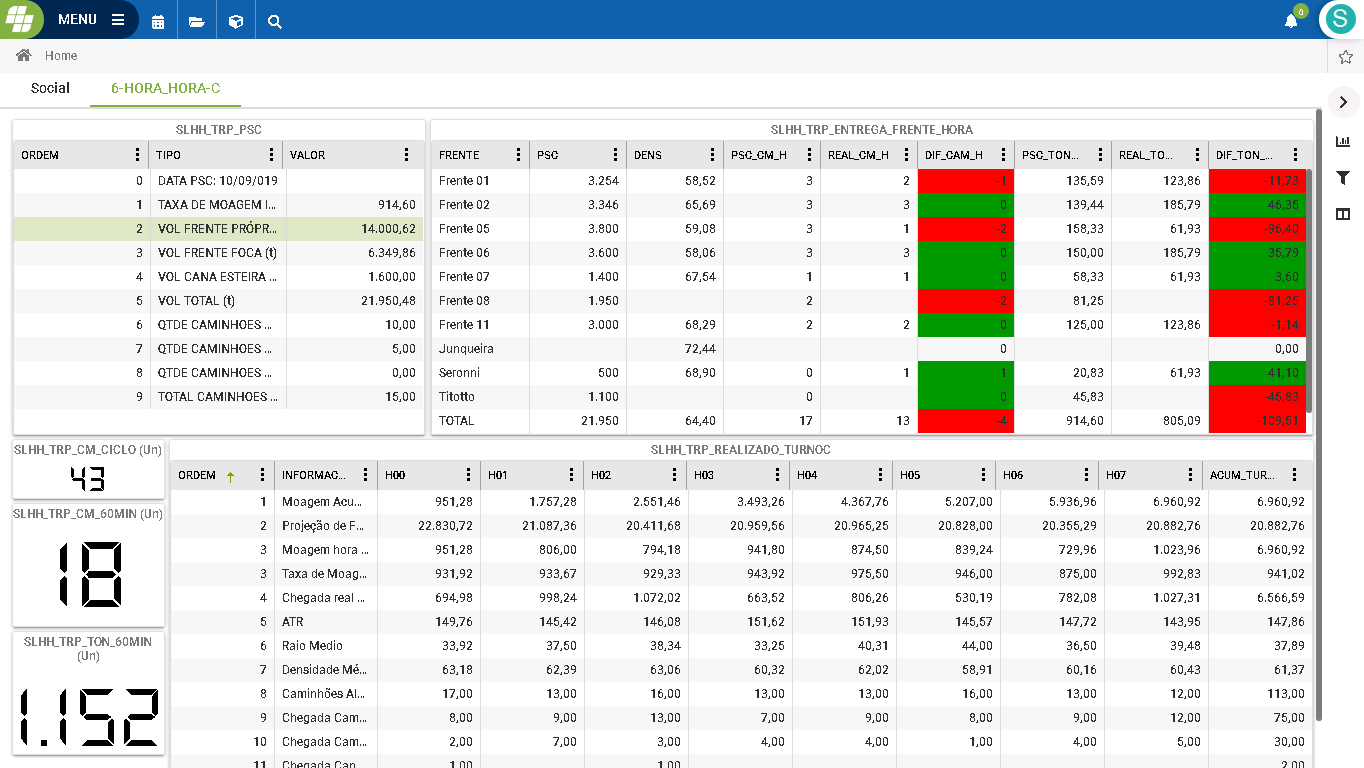 MENU
0
S
Home
Social 6-HORA_HORA-C
SLHH_TRP_PSC
ORDEM TIPO VALOR
0 DATA PSC: 10/09/019
1 TAXA DE MOAGEM I... 914,60
2 VOL FRENTE PRÓPR... 14.000,62
3 VOL FRENTE FOCA (t) 6.349,86
4 VOL CANA ESTEIRA ... 1.600,00
5 VOL TOTAL (t) 21.950,48
6 QTDE CAMINHOES ... 10,00
7 QTDE CAMINHOES ... 5,00
8 QTDE CAMINHOES ... 0,00
9 TOTAL CAMINHOES ... 15,00
SLHH_TRP_ENTREGA_FRENTE_HORA
FRENTE PSC DENS PSC_CM_H REAL_CM_H DIF_CAM_H PSC_TON... REAL_TO... DIF_TON_...
Frente 01 3.254 58,52 3 2 -1 135,59 123,86 -11,73
Frente 02 3.346 65,69 3 3 0 139,44 185,79 46,35
Frente 05 3.800 59,08 3 1 -2 158,33 61,93 -96,40
Frente 06 3.600 58,06 3 3 0 150,00 185,79 35,79
Frente 07 1.400 67,54 1 1 0 58,33 61,93 3,60
Frente 08 1.950 2 -2 81,25 -81,25
Frente 11 3.000 68,29 2 2 0 125,00 123,86 -1,14
Junqueira 72,44 0 0,00
Seronni 500 68,90 0 1 1 20,83 61,93 41,10
Titotto 1.100 0 0 45,83 -45,83
TOTAL 21.950 64,40 17 13 -4 914,60 805,09 -109,51
SLHH_TRP_CM_CICLO (Un)
43
SLHH_TRP_CM_60MIN (Un)
18
SLHH_TRP_TON_60MIN
(Un)
1.152
SLHH_TRP_REALIZADO_TURNOC
ORDEM INFORMAC... H00 H01 H02 H03 H04 H05 H06 H07 ACUM_TUR...
1 Moagem Acu... 951,28 1.757,28 2.551,46 3.493,26 4.367,76 5.207,00 5.936,96 6.960,92 6.960,92
2 Projeção de F... 22.830,72 21.087,36 20.411,68 20.959,56 20.965,25 20.828,00 20.355,29 20.882,76 20.882,76
3 Moagem hora ... 951,28 806,00 794,18 941,80 874,50 839,24 729,96 1.023,96 6.960,92
3 Taxa de Moag... 931,92 933,67 929,33 943,92 975,50 946,00 875,00 992,83 941,02
4 Chegada real ... 694,98 998,24 1.072,02 663,52 806,26 530,19 782,08 1.027,31 6.566,59
5 ATR 149,76 145,42 146,08 151,62 151,93 145,57 147,72 143,95 147,86
6 Raio Medio 33,92 37,50 38,34 33,25 40,31 44,00 36,50 39,48 37,89
7 Densidade Mé... 63,18 62,39 63,06 60,32 62,02 58,91 60,16 60,43 61,37
8 Caminhões Al... 17,00 13,00 16,00 13,00 13,00 16,00 13,00 12,00 113,00
9 Chegada Cam... 8,00 9,00 13,00 7,00 9,00 8,00 9,00 12,00 75,00
10 Chegada Cam... 2,00 7,00 3,00 4,00 4,00 1,00 4,00 5,00 30,00
11 Chegada Can... 1,00 1,00 2,00